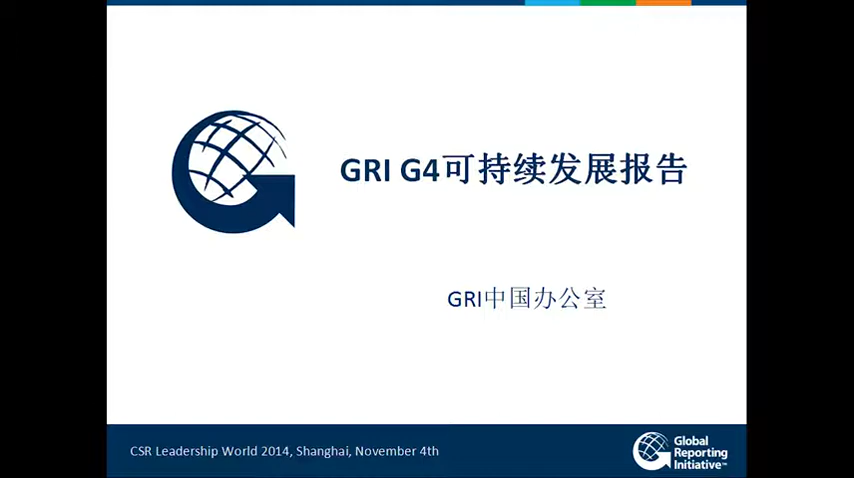 GRI G4可持续发展报告
GRI中国办公室
CSR Leadership World 2014, Shanghai, November 4th
Global
Reporting
Initiative™